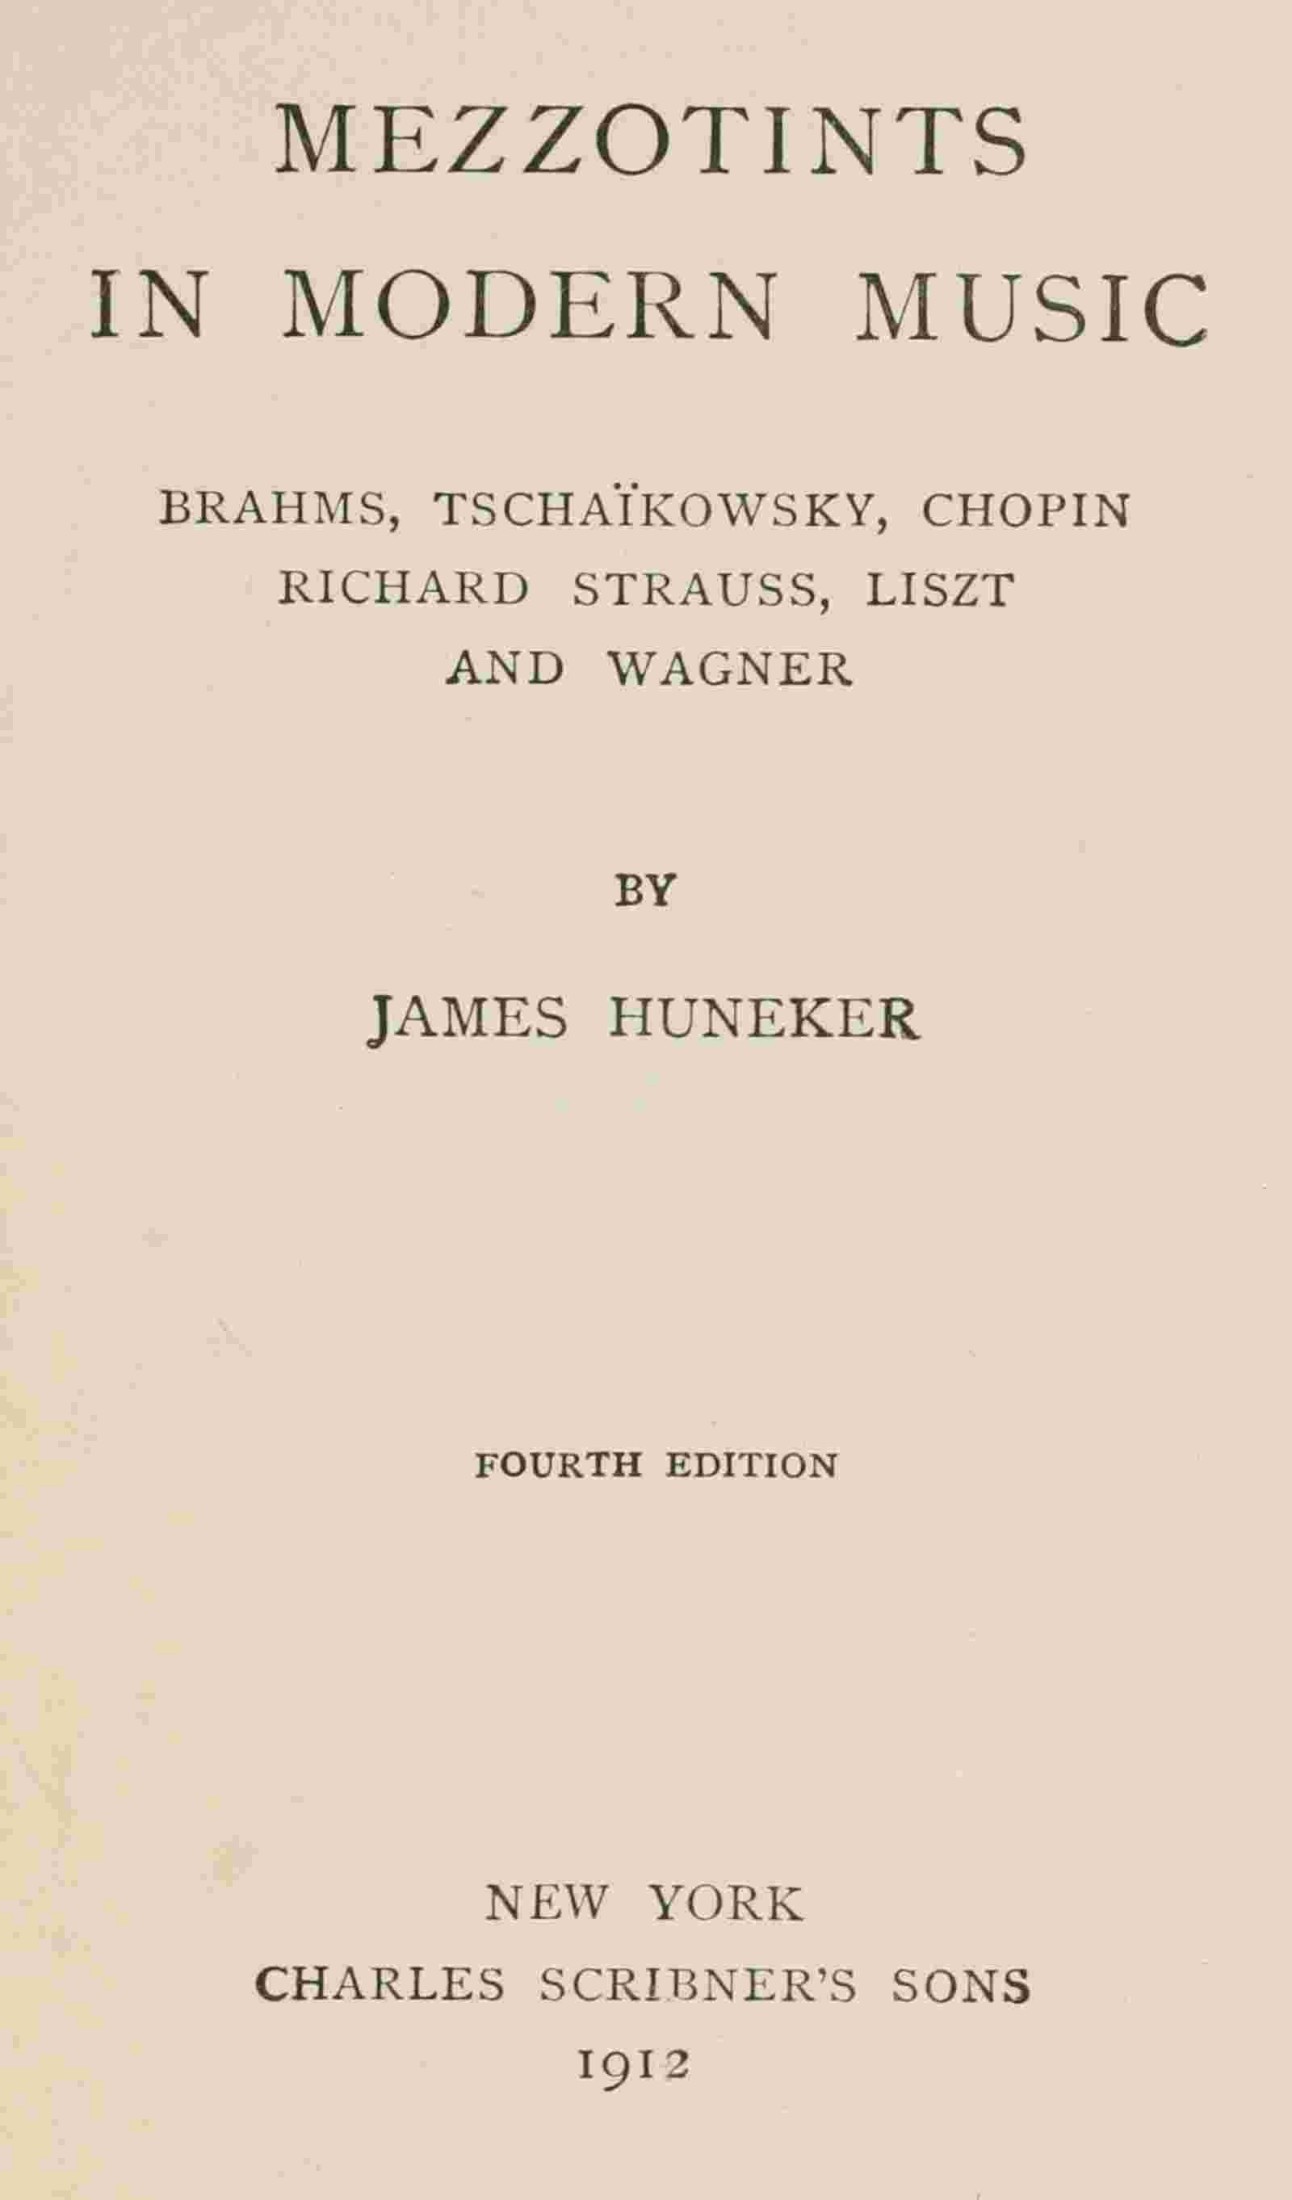 MEZZOTINTS
IN MODERN MUSIC
BRAHMS, TSCHAÏKOWSKY, CHOPIN
RICHARD STRAUSS, LISZT
AND WAGNER
BY
JAMES HUNEKER
FOURTH EDITION
NEW YORK
CHARLES SCRIBNER'S SONS
1912